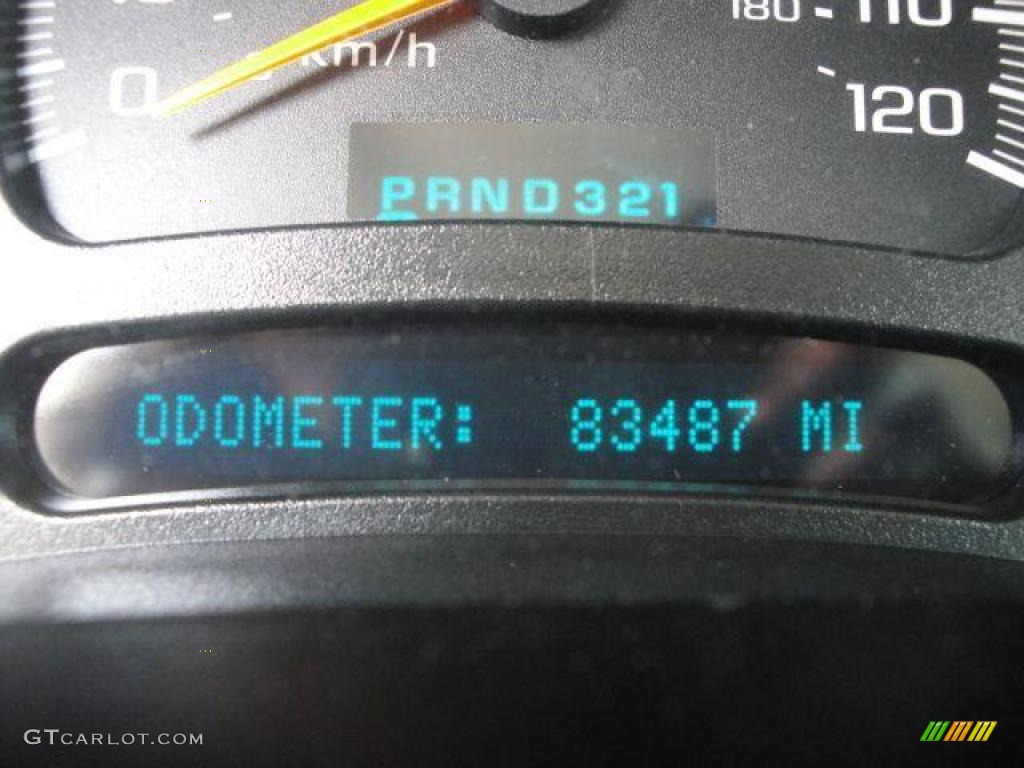 180 110
km/h
0
120
PRND321
ODOMETER: 83487 MI
GTCARLOT.COM